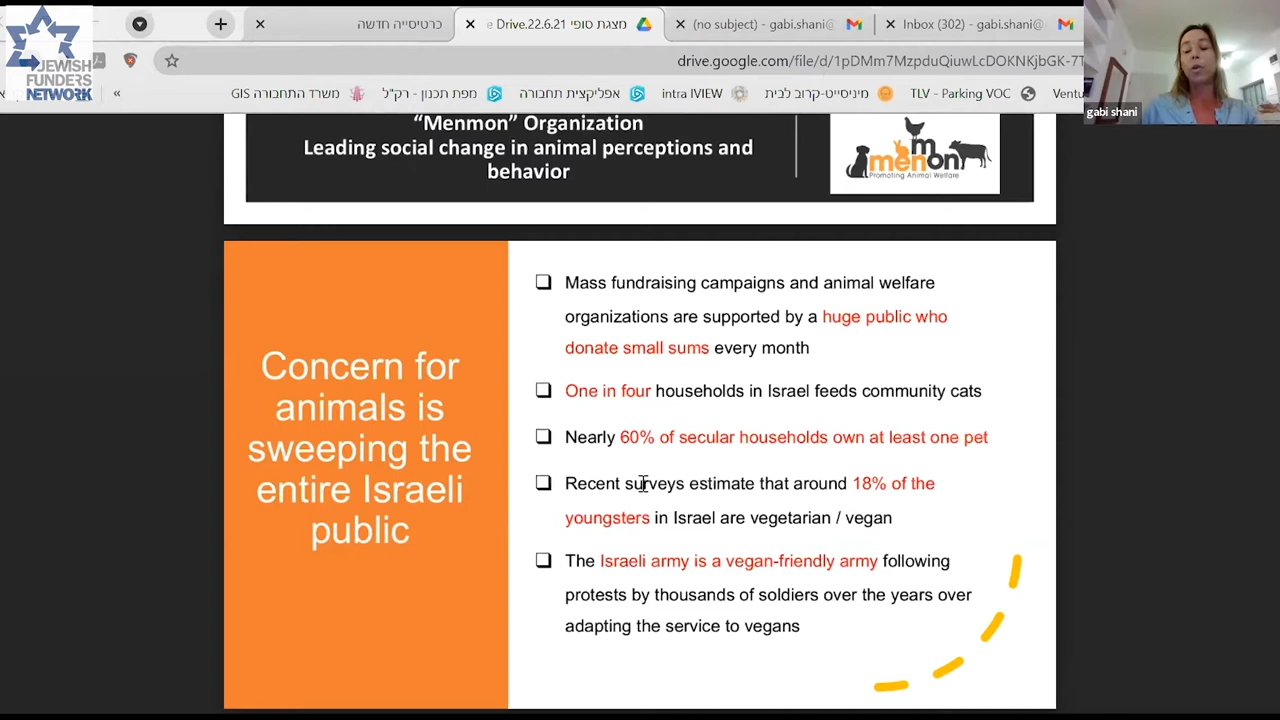 כרטיסייה חדשה
e Drive.22.6.21 מצגת סופי
(no subject) - gabi.shani@
Inbox (302) - gabi.shani@
JEWISH
FUNDERS
NETWORK
drive.google.com/file/d/1pDMm7MzpduQiuwLcDOKNKjbGK-7T
«
משרד התחבורה GIS
מפת תכנון - רק"ל
אפליקצית תחבורה
intra IVIEW
מיניסייט-קרוב לבית
TLV - Parking VOC
Ventu
gabi shani
“Menmon” Organization
Leading social change in animal perceptions and
behavior
menmon
Promoting Animal Welfare
Concern for
animals is
sweeping the
entire Israeli
public
Mass fundraising campaigns and animal welfare
organizations are supported by a huge public who
donate small sums every month
One in four households in Israel feeds community cats
Nearly 60% of secular households own at least one pet
Recent surveys estimate that around 18% of the
youngsters in Israel are vegetarian / vegan
The Israeli army is a vegan-friendly army following
protests by thousands of soldiers over the years over
adapting the service to vegans